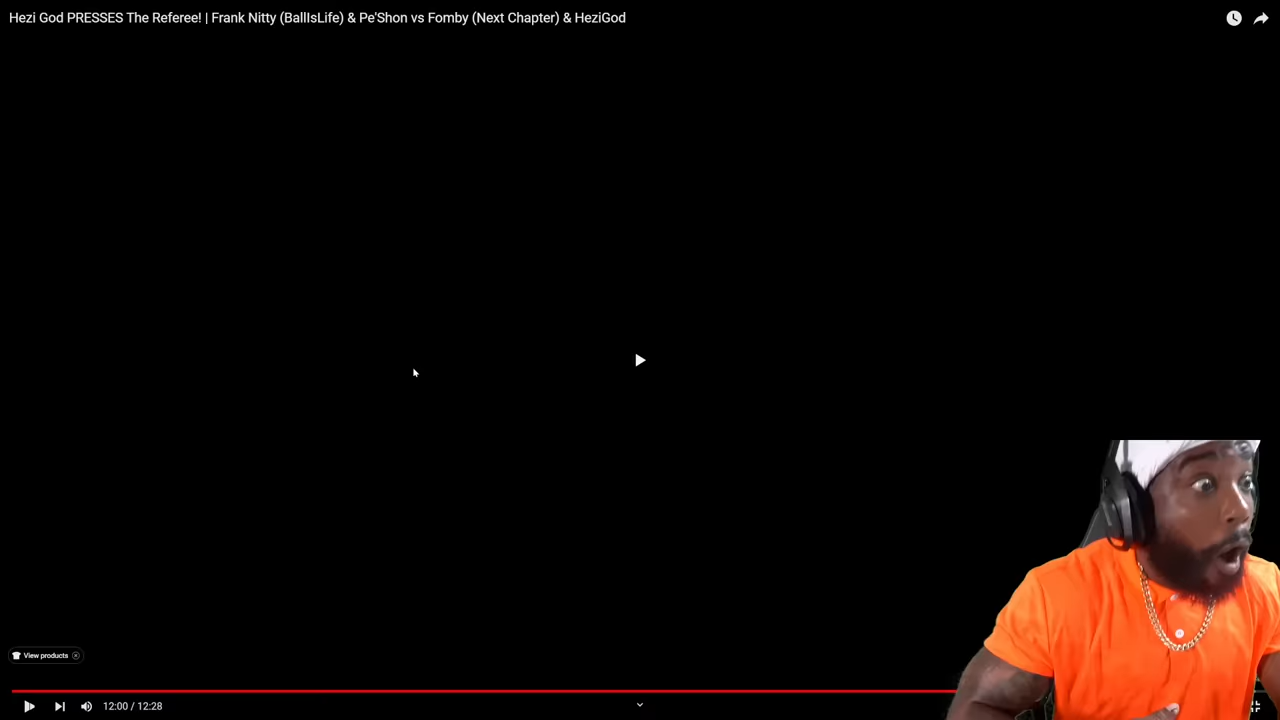 Hezi God PRESSES The Referee! | Frank Nitty (BallIsLife) & Pe'Shon vs Fomby (Next Chapter) & HeziGod
View products
12:00 / 12:28